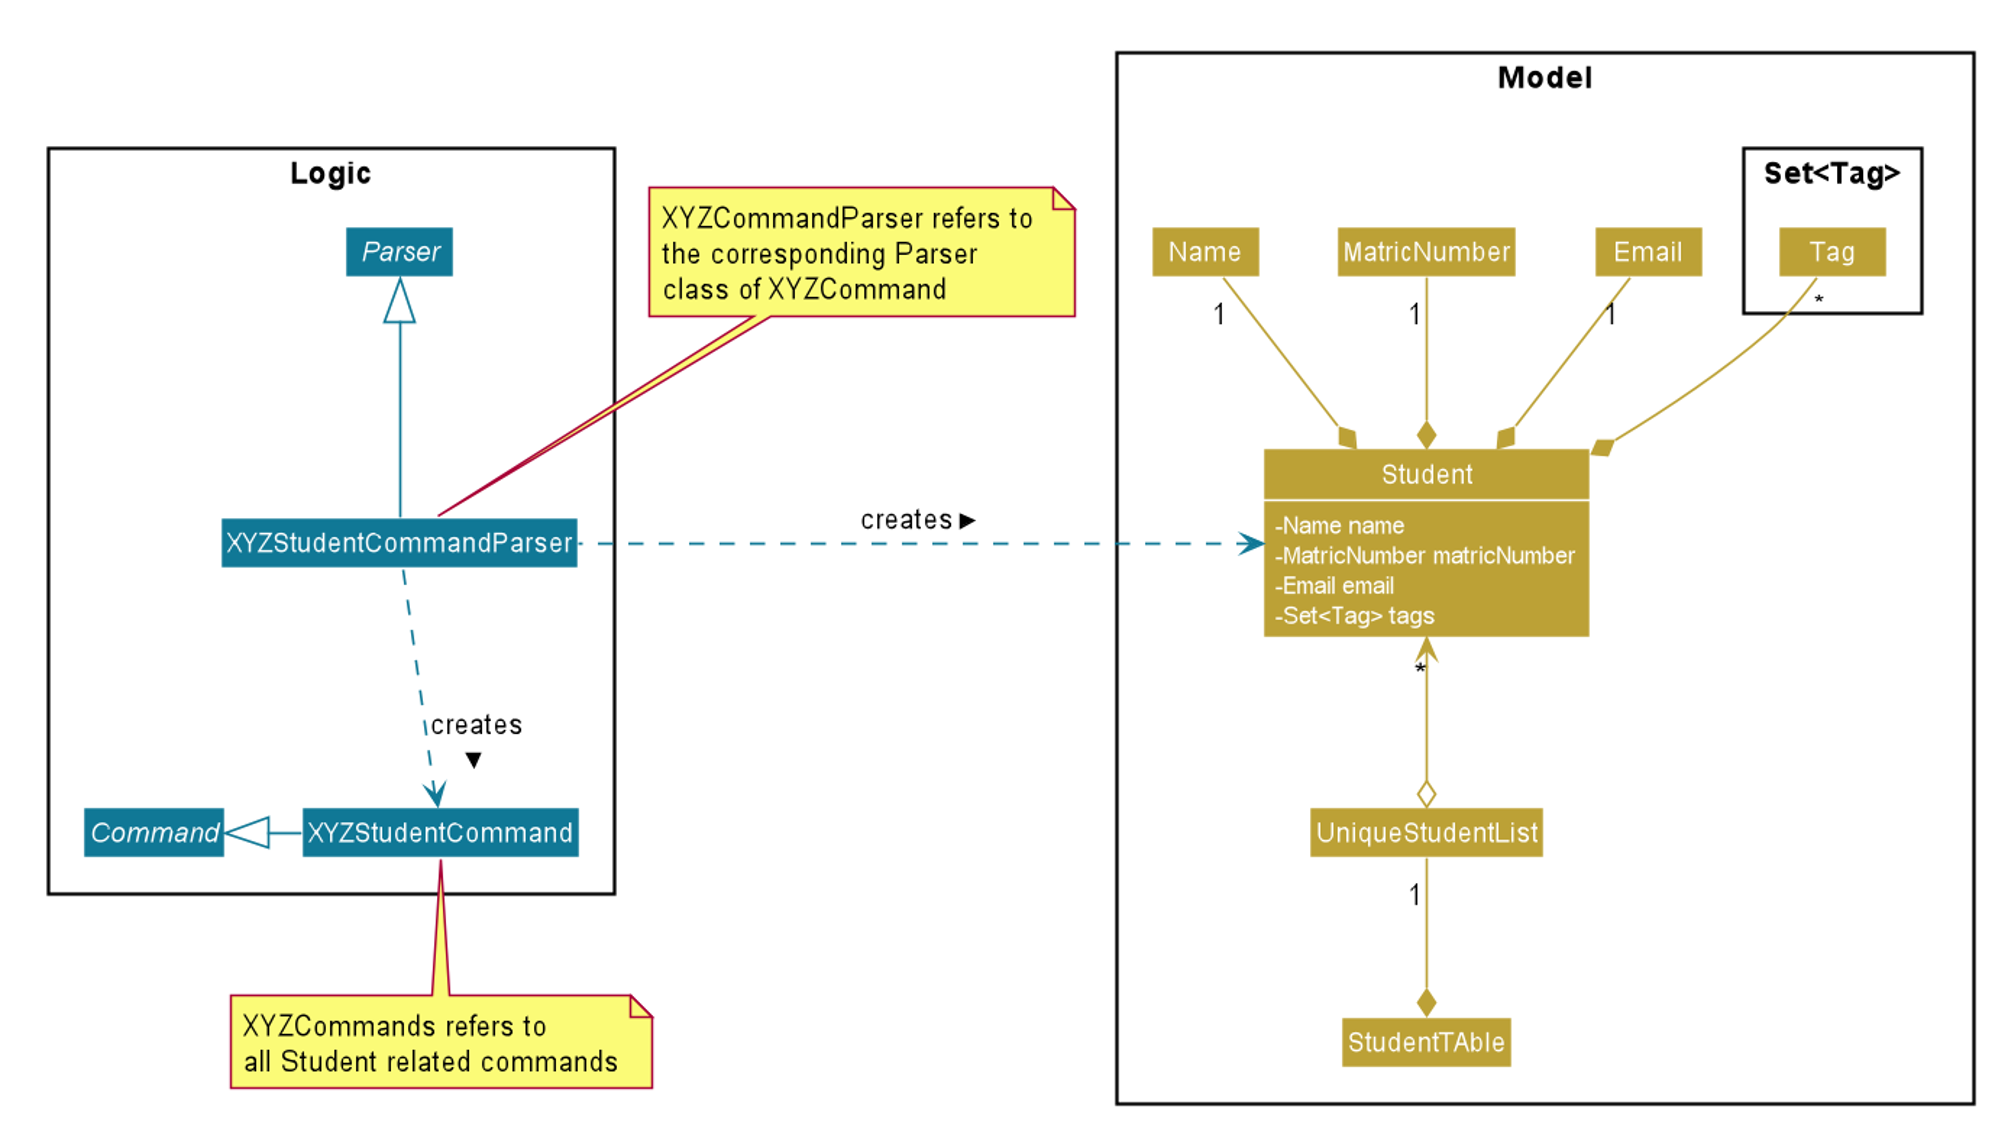 Model
Logic
Set<Tag>
XYZCommandParser refers to
the corresponding Parser
class of XYZCommand
Parser
Name
MatricNumber
Email
Tag
1
1
1
*
Student
-Name name
-MatricNumber matricNumber
-Email email
-Set<Tag> tags
creates ►
XYZStudentCommandParser
*
creates
▼
Command
XYZStudentCommand
UniqueStudentList
1
XYZCommands refers to
all Student related commands
StudentTAble